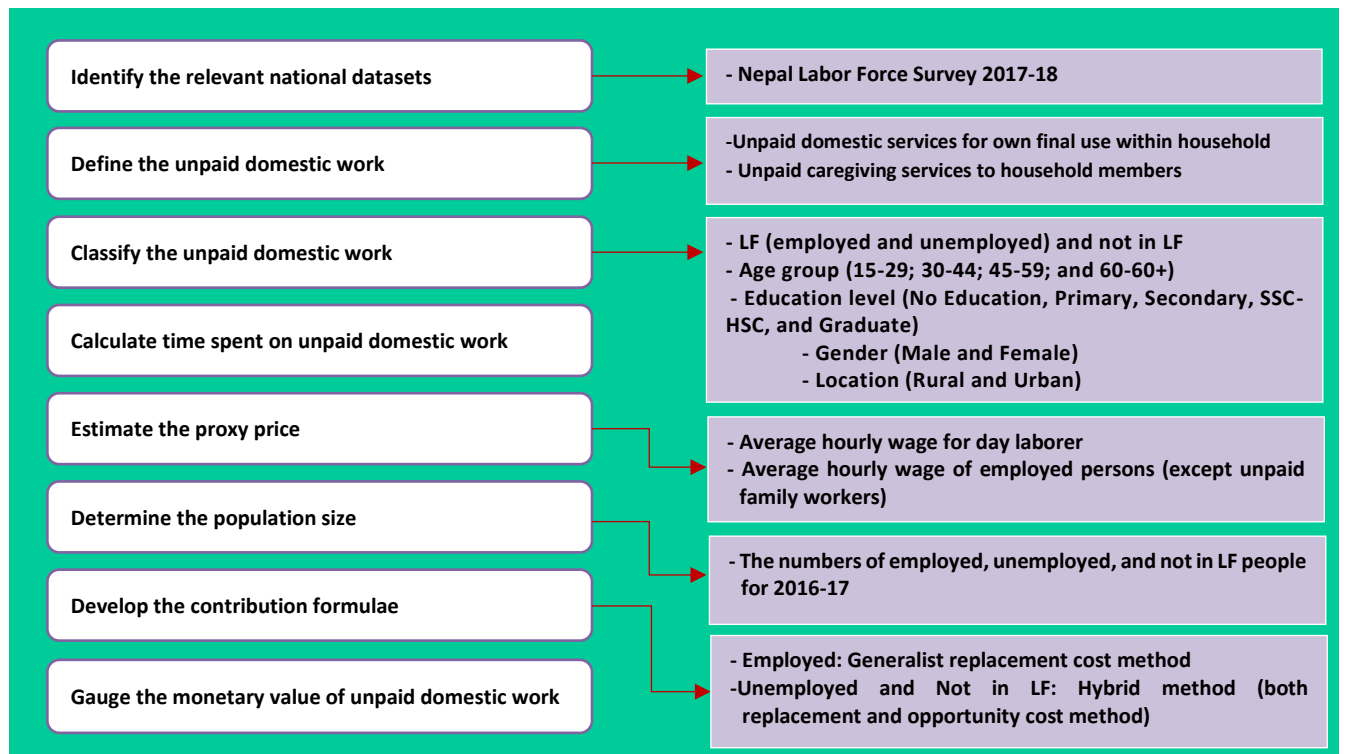 Identify the relevant national datasets
- Nepal Labor Force Survey 2017-18
Define the unpaid domestic work
-Unpaid domestic services for own final use within household
- Unpaid caregiving services to household members
Classify the unpaid domestic work
- LF (employed and unemployed) and not in LF
- Age group (15-29; 30-44; 45-59; and 60-60+)
- Education level (No Education, Primary, Secondary, SSC-
HSC, and Graduate)
- Gender (Male and Female)
- Location (Rural and Urban)
Calculate time spent on unpaid domestic work
Estimate the proxy price
- Average hourly wage for day laborer
- Average hourly wage of employed persons (except unpaid
family workers)
Determine the population size
- The numbers of employed, unemployed, and not in LF people
for 2016-17
Develop the contribution formulae
- Employed: Generalist replacement cost method
-Unemployed and Not in LF: Hybrid method (both
replacement and opportunity cost method)
Gauge the monetary value of unpaid domestic work